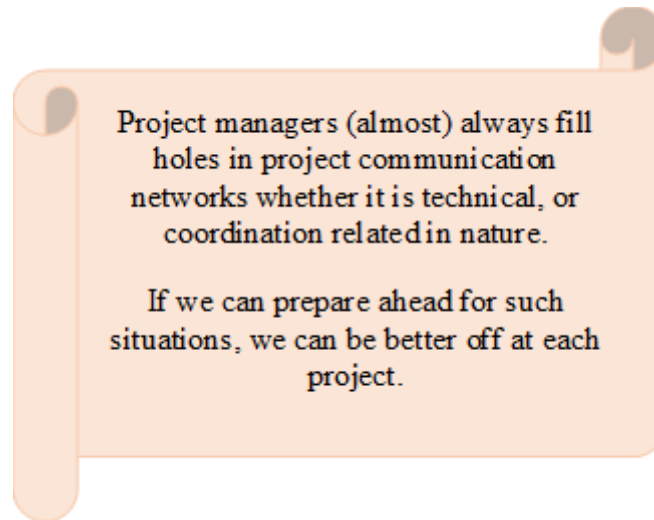 Project managers (almost) always fill
holes in project communication
networks whether it is technical, or
coordination related in nature.
If we can prepare ahead for such
situations, we can be better off at each
project.